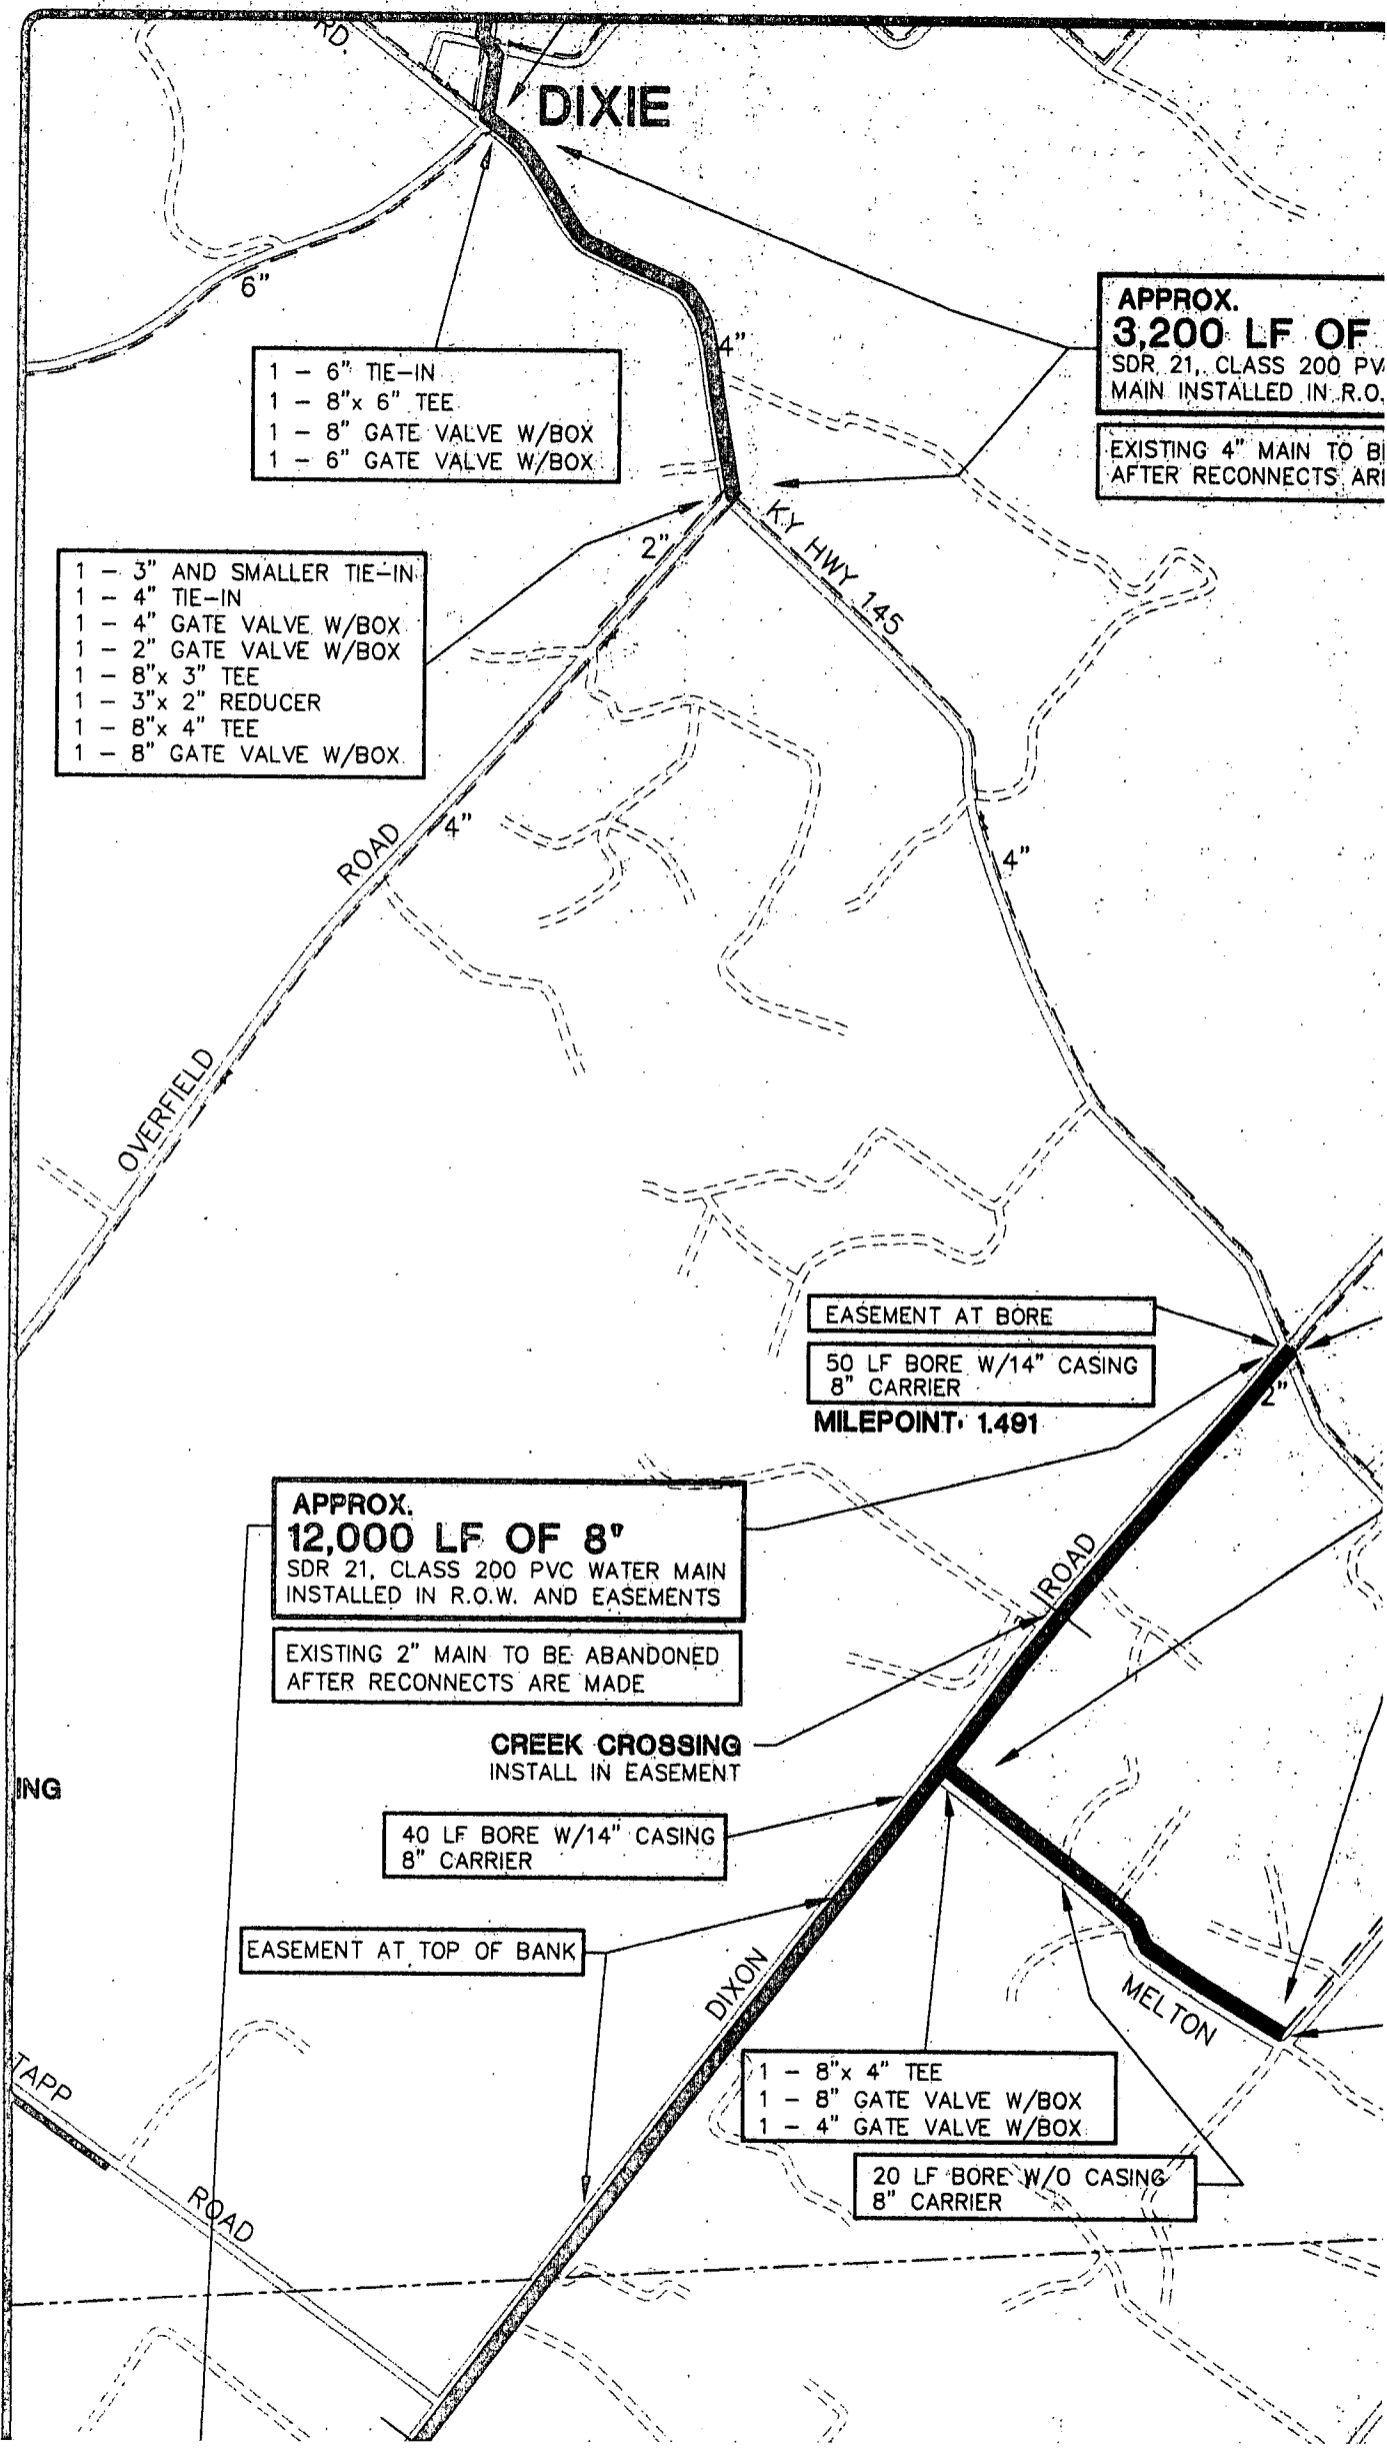 RD.
DIXIE
6"
4"
APPROX.
3,200 LF OF
SDR 21, CLASS 200 PV
MAIN INSTALLED IN R.O.
EXISTING 4" MAIN TO B
AFTER RECONNECTS AR
1 - 6" TIE-IN
1 - 8"x 6" TEE
1 - 8" GATE VALVE W/BOX
1 - 6" GATE VALVE W/BOX
KY HWY 145
2"
1 - 3" AND SMALLER TIE-IN
1 - 4" TIE-IN
1 - 4" GATE VALVE W/BOX
1 - 2" GATE VALVE W/BOX
1 - 8"x 3" TEE
1 - 3"x 2" REDUCER
1 - 8"x 4" TEE
1 - 8" GATE VALVE W/BOX
4"
ROAD
4"
OVERFIELD
EASEMENT AT BORE
50 LF BORE W/14" CASING
8" CARRIER
MILEPOINT: 1.491
2"
APPROX.
12,000 LF OF 8"
SDR 21, CLASS 200 PVC WATER MAIN
INSTALLED IN R.O.W. AND EASEMENTS
EXISTING 2" MAIN TO BE ABANDONED
AFTER RECONNECTS ARE MADE
ROAD
CREEK CROSSING
INSTALL IN EASEMENT
ING
40 LF BORE W/14" CASING
8" CARRIER
EASEMENT AT TOP OF BANK
DIXON
MELTON
1 - 8"x 4" TEE
1 - 8" GATE VALVE W/BOX
1 - 4" GATE VALVE W/BOX
TAPP
ROAD
20 LF BORE W/O CASING
8" CARRIER